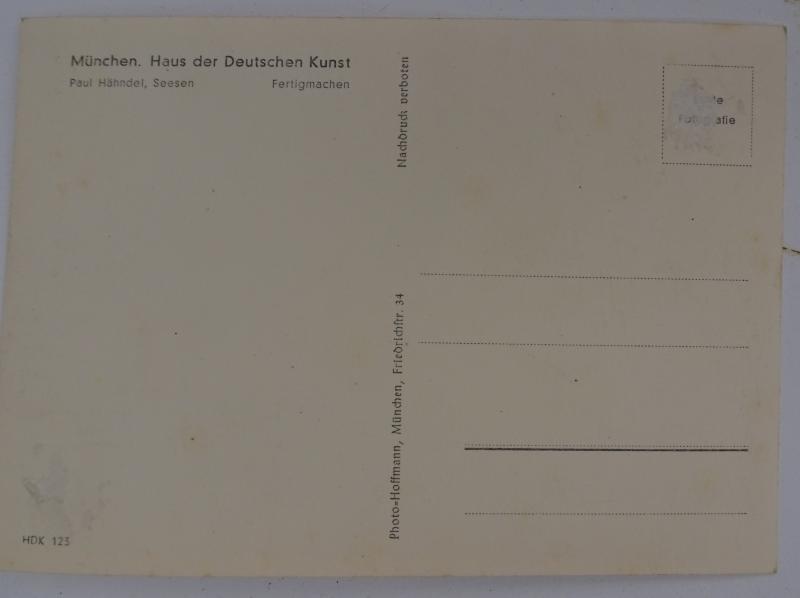 München. Haus der Deutschen Kunst
Paul Hähndel, Seesen Fertigmachen
Nachdruck verboten
Photo=Hoffmann, München, Friedrichstr. 34
HDK 123